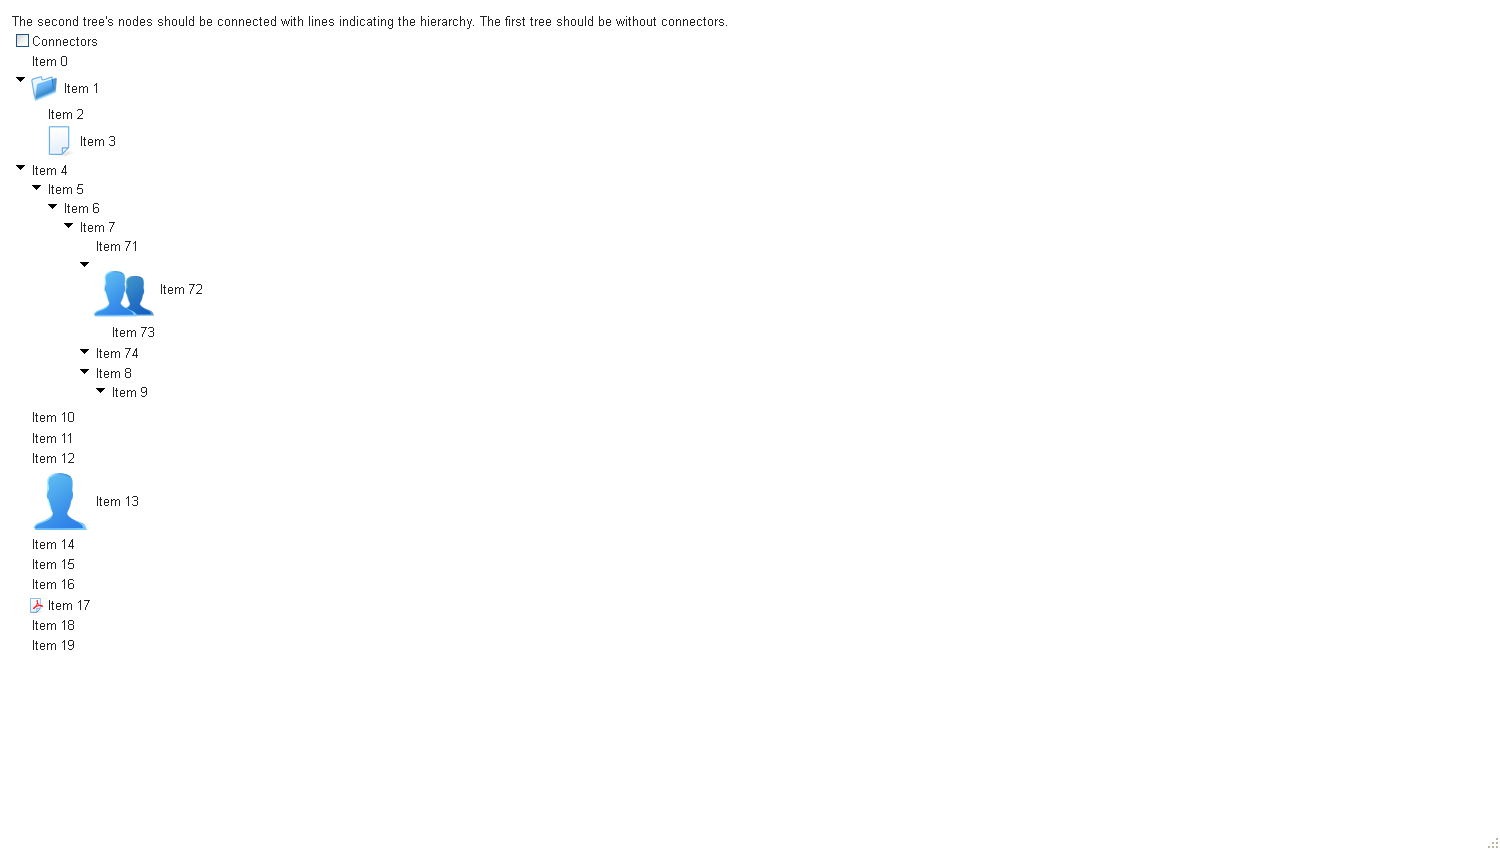 The second tree's nodes should be connected with lines indicating the hierarchy. The first tree should be without connectors.
Connectors
Item 0
Item 1
Item 2
Item 3
Item 4
Item 5
Item 6
Item 7
Item 71
Item 72
Item 73
Item 74
Item 8
Item 9
Item 10
Item 11
Item 12
Item 13
Item 14
Item 15
Item 16
Item 17
Item 18
Item 19